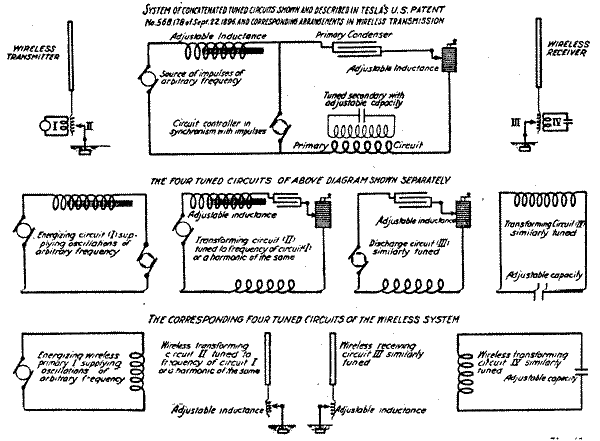 SYSTEM OF CONCATENATED TUNED CIRCUITS SHOWN AND DESCRIBED IN TESLA'S U.S. PATENT
No. 568,178 of Sept. 22. 1896, AND CORRESPONDING ARRANGEMENTS IN WIRELESS TRANSMISSION
WIRELESS
TRANSMITTER
I
II
Adjustable Inductance
Primary Condenser
Adjustable Inductance
Source of impulses of
arbitrary frequency
Circuit controller in
synchronism with impulses
Tuned secondary with
adjustable capacity
Primary
Circuit
WIRELESS
RECEIVER
III
IV
THE FOUR TUNED CIRCUITS OF ABOVE DIAGRAM SHOWN SEPARATELY
Energizing circuit (I) sup-
plying oscillations of
arbitrary frequency
Adjustable inductance
Transforming circuit (II)
tuned to frequency of circuit (I)
or a harmonic of the same
Adjustable inductance
Discharge circuit (III)
similarly tuned
Transforming Circuit (IV)
similarly tuned
Adjustable capacity
THE CORRESPONDING FOUR TUNED CIRCUITS OF THE WIRELESS SYSTEM
Energizing wireless
primary I supplying
oscillations of
arbitrary frequency
Wireless transforming
circuit II tuned to
frequency of circuit I
or a harmonic of the same
Adjustable inductance
Wireless receiving
circuit III similarly
tuned
Adjustable inductance
Wireless transforming
circuit IV similarly
tuned
Adjustable capacity